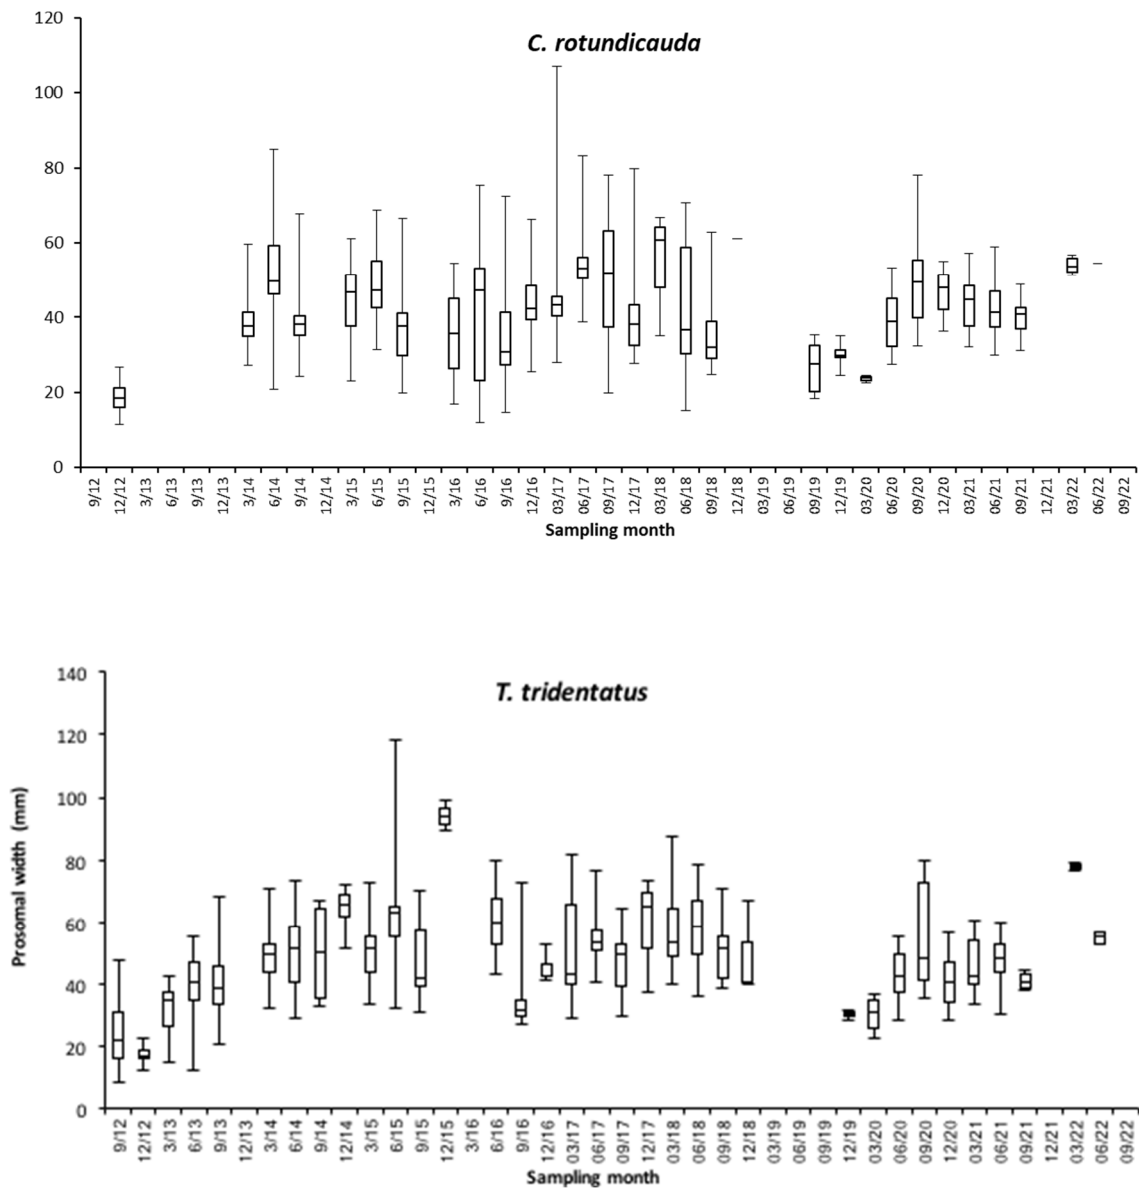 C. rotundicauda
120
100
80
60
40
20
0
9/12 12/12 3/13 6/13 9/13 12/13 3/14 6/14 9/14 12/14 3/15 6/15 9/15 12/15 3/16 6/16 9/16 12/16 03/17 06/17 09/17 12/17 03/18 06/18 09/18 12/18 03/19 06/19 09/19 12/19 03/20 06/20 09/20 12/20 03/21 06/21 09/21 12/21 03/22 06/22 09/22
Sampling month
T. tridentatus
Prosomal width (mm)
140
120
100
80
60
40
20
0
9/12 12/12 3/13 6/13 9/13 12/13 3/14 6/14 9/14 12/14 3/15 6/15 9/15 12/15 3/16 6/16 9/16 12/16 03/17 06/17 09/17 12/17 03/18 06/18 09/18 12/18 03/19 06/19 09/19 12/19 03/20 06/20 09/20 12/20 03/21 06/21 09/21 12/21 03/22 06/22 09/22
Sampling month